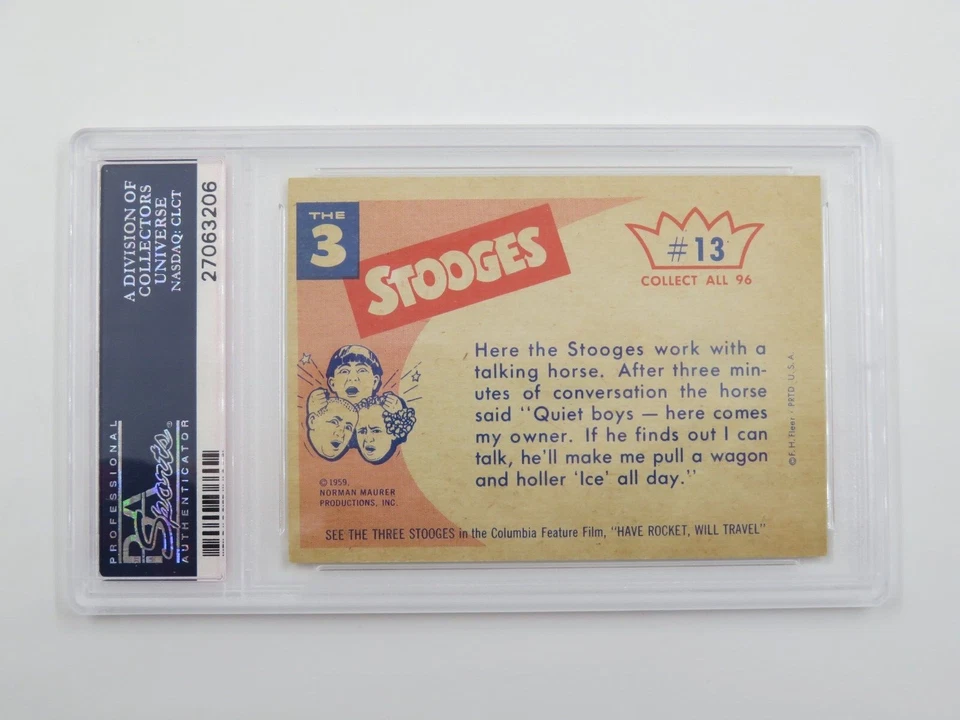 A DIVISION OF
COLLECTORS
UNIVERSE
NASDAQ: CLCT
27063206
PROFESSIONAL
PSA
Sports®
AUTHENTICATOR
THE
3
STOOGES
#13
COLLECT ALL 96
Here the Stooges work with a
talking horse. After three min-
utes of conversation the horse
said "Quiet boys — here comes
my owner. If he finds out I can
talk, he'll make me pull a wagon
and holler 'Ice' all day."
© F.H. Fleer / PRTD U.S.A.
© 1959.
NORMAN MAURER
PRODUCTIONS, INC.
SEE THE THREE STOOGES in the Columbia Feature Film, "HAVE ROCKET, WILL TRAVEL"